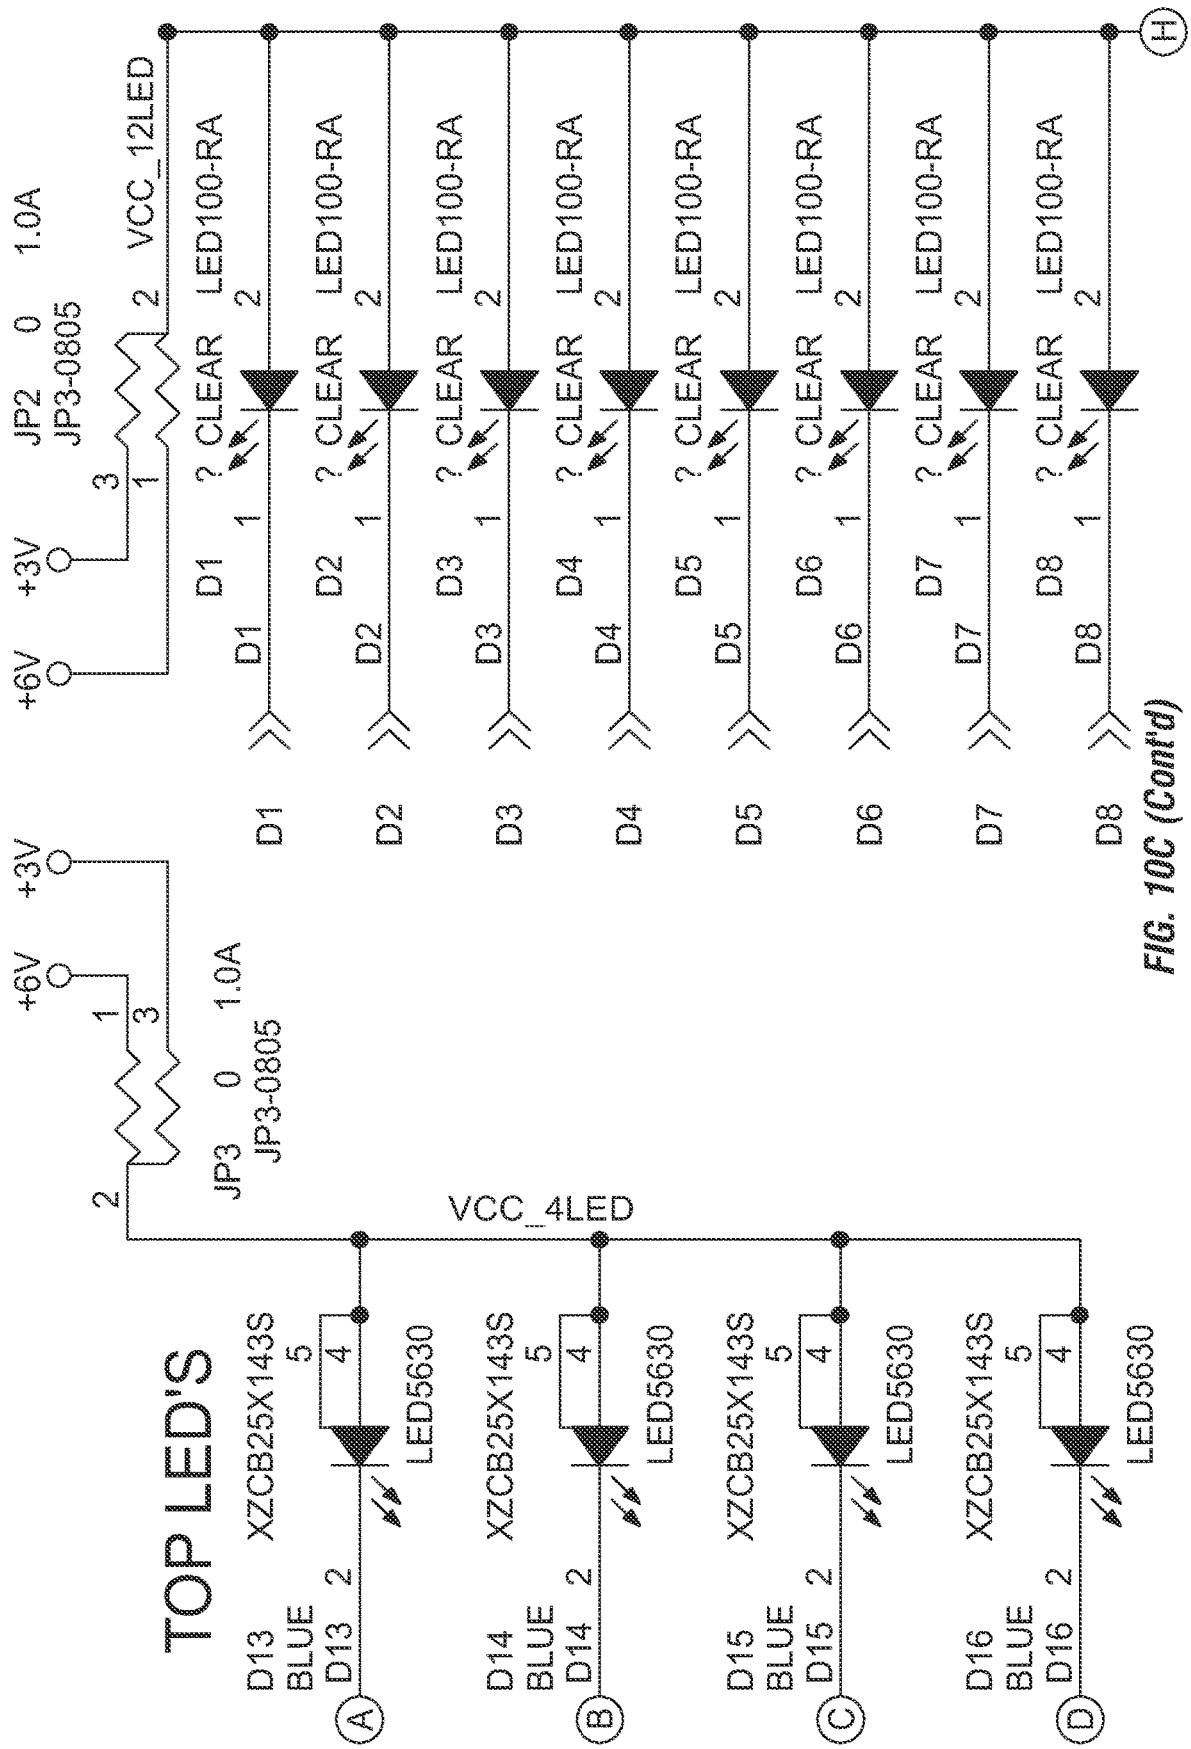 TOP LED'S
D13 XZCB25X143S
BLUE 5
D13 2 4
LED5630
A
D14 XZCB25X143S
BLUE 5
D14 2 4
LED5630
B
D15 XZCB25X143S
BLUE 5
D15 2 4
LED5630
C
D16 XZCB25X143S
BLUE 5
D16 2 4
LED5630
D
VCC_4LED
+6V +3V
2 1
3
JP3 0 1.0A
JP3-0805
+6V +3V
JP2 0 1.0A
JP3-0805
3
1 2
VCC_12LED
D1 ? CLEAR LED100-RA
D1 1 2
D1
D2 ? CLEAR LED100-RA
D2 1 2
D2
D3 ? CLEAR LED100-RA
D3 1 2
D3
D4 ? CLEAR LED100-RA
D4 1 2
D4
D5 ? CLEAR LED100-RA
D5 1 2
D5
D6 ? CLEAR LED100-RA
D6 1 2
D6
D7 ? CLEAR LED100-RA
D7 1 2
D7
D8 ? CLEAR LED100-RA
D8 1 2
D8
H
FIG. 10C (Cont'd)